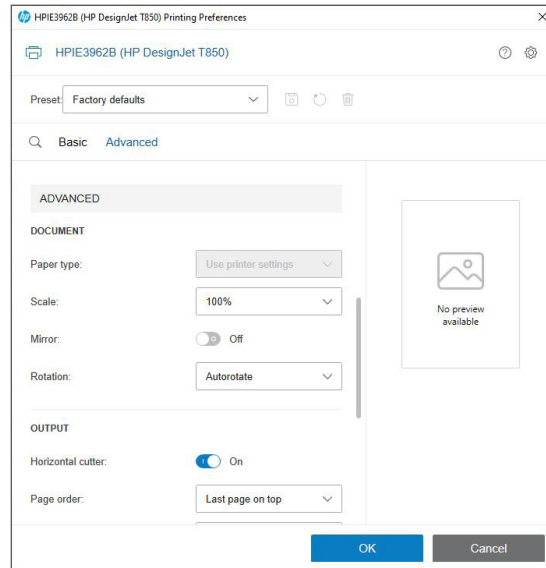 HPIE3962B (HP DesignJet T850) Printing Preferences
HPIE3962B (HP DesignJet T850)
Preset: Factory defaults
Basic Advanced
ADVANCED
DOCUMENT
Paper type: Use printer settings
Scale: 100%
Mirror: Off
Rotation: Autorotate
No preview
available
OUTPUT
Horizontal cutter: On
Page order: Last page on top
OK Cancel